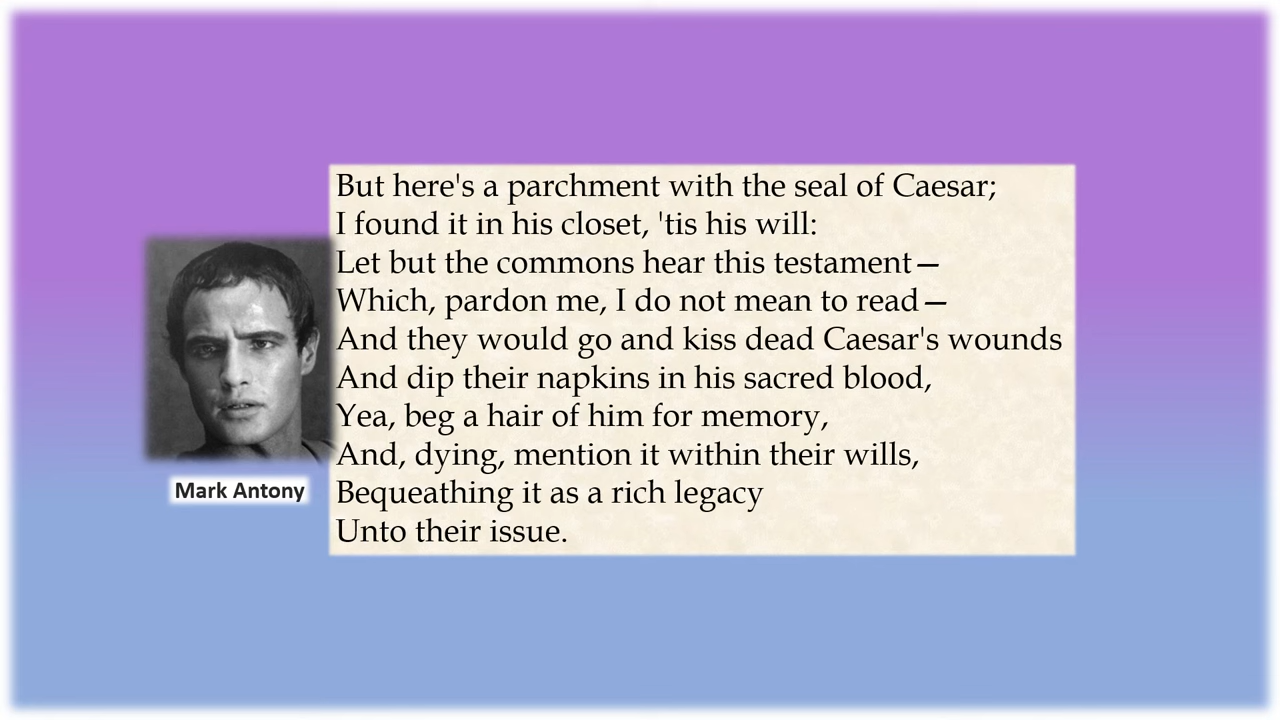 But here's a parchment with the seal of Caesar;
I found it in his closet, 'tis his will:
Let but the commons hear this testament—
Which, pardon me, I do not mean to read—
And they would go and kiss dead Caesar's wounds
And dip their napkins in his sacred blood,
Yea, beg a hair of him for memory,
And, dying, mention it within their wills,
Bequeathing it as a rich legacy
Unto their issue.
Mark Antony